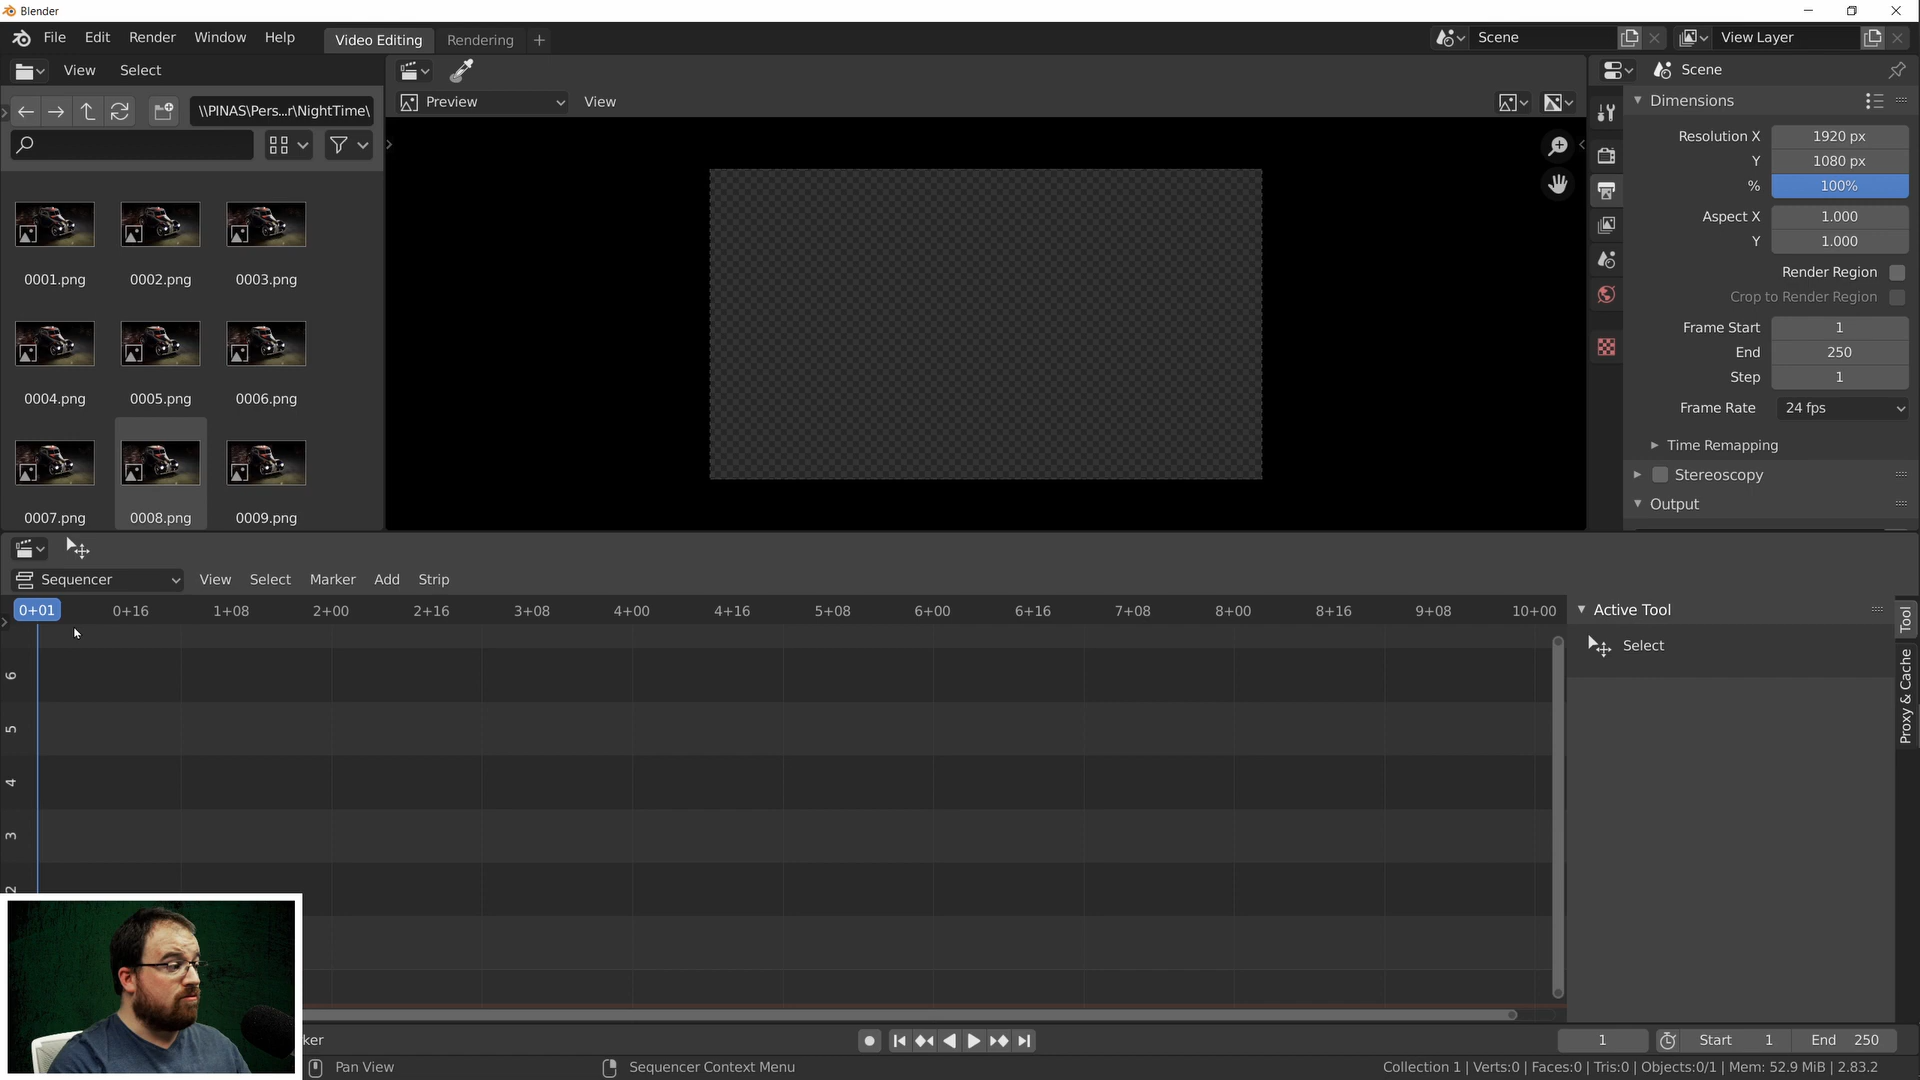 Blender
File Edit Render Window Help Video Editing Rendering + Scene View Layer
View Select Scene
Preview View Dimensions
\\PINAS\Pers...r\NightTime\
Resolution X 1920 px
Y 1080 px
% 100%
Aspect X 1.000
Y 1.000
Render Region
Crop to Render Region
Frame Start 1
End 250
Step 1
Frame Rate 24 fps
Time Remapping
Stereoscopy
Output
0001.png 0002.png 0003.png
0004.png 0005.png 0006.png
0007.png 0008.png 0009.png
Sequencer View Select Marker Add Strip
0+01 0+16 1+08 2+00 2+16 3+08 4+00 4+16 5+08 6+00 6+16 7+08 8+00 8+16 9+08 10+00
Active Tool
Select
Tool
Proxy & Cache
6
5
4
3
2
ker
1 Start 1 End 250
Pan View Sequencer Context Menu Collection 1 | Verts:0 | Faces:0 | Tris:0 | Objects:0/1 | Mem: 52.9 MiB | 2.83.2